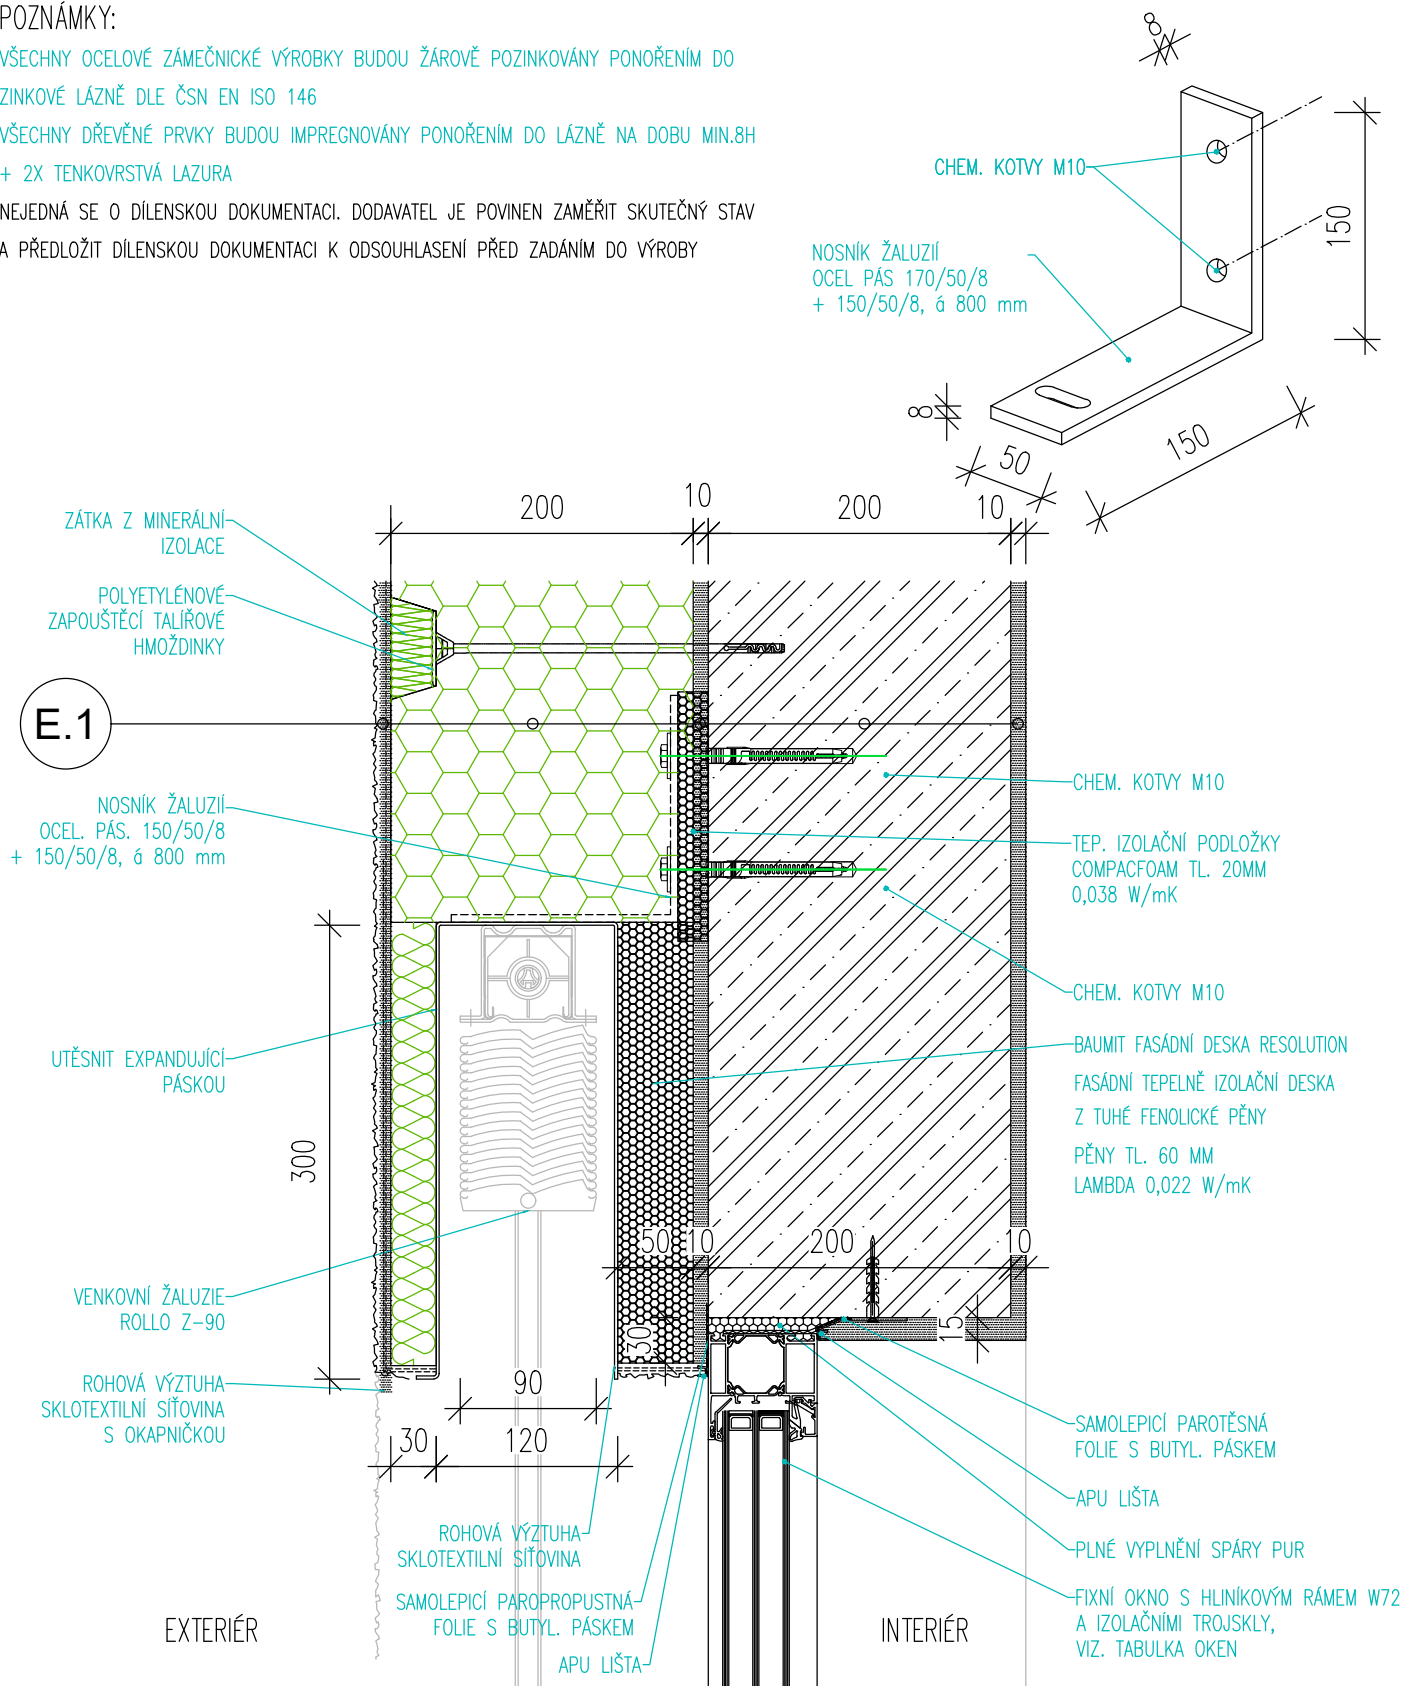 POZNÁMKY:
VŠECHNY OCELOVÉ ZÁMEČNICKÉ VÝROBKY BUDOU ŽÁROVĚ POZINKOVÁNY PONOŘENÍM DO
ZINKOVÉ LÁZNĚ DLE ČSN EN ISO 146
VŠECHNY DŘEVĚNÉ PRVKY BUDOU IMPREGNOVÁNY PONOŘENÍM DO LÁZNĚ NA DOBU MIN.8H
+ 2X TENKOVRSTVÁ LAZURA
NEJEDNÁ SE O DÍLENSKOU DOKUMENTACI. DODAVATEL JE POVINEN ZAMĚŘIT SKUTEČNÝ STAV
A PŘEDLOŽIT DÍLENSKOU DOKUMENTACI K ODSOUHLASENÍ PŘED ZADÁNÍM DO VÝROBY
8
CHEM. KOTVY M10
150
NOSNÍK ŽALUZIÍ
OCEL PÁS 170/50/8
+ 150/50/8, á 800 mm
8
50
150
200
10
200
10
ZÁTKA Z MINERÁLNÍ
IZOLACE
POLYETYLÉNOVÉ
ZAPOUŠTĚCÍ TALÍŘOVÉ
HMOŽDINKY
E.1
NOSNÍK ŽALUZIÍ
OCEL. PÁS. 150/50/8
+ 150/50/8, á 800 mm
CHEM. KOTVY M10
TEP. IZOLAČNÍ PODLOŽKY
COMPACFOAM TL. 20MM
0,038 W/mK
CHEM. KOTVY M10
UTĚSNIT EXPANDUJÍCÍ
PÁSKOU
BAUMIT FASÁDNÍ DESKA RESOLUTION
FASÁDNÍ TEPELNĚ IZOLAČNÍ DESKA
Z TUHÉ FENOLICKÉ PĚNY
PĚNY TL. 60 MM
LAMBDA 0,022 W/mK
300
50
10
200
10
VENKOVNÍ ŽALUZIE
ROLLO Z-90
30
15
ROHOVÁ VÝZTUHA
SKLOTEXTILNÍ SÍŤOVINA
S OKAPNIČKOU
90
30
120
SAMOLEPICÍ PAROTĚSNÁ
FOLIE S BUTYL. PÁSKEM
APU LIŠTA
ROHOVÁ VÝZTUHA
SKLOTEXTILNÍ SÍŤOVINA
PLNÉ VYPLNĚNÍ SPÁRY PUR
SAMOLEPICÍ PAROPROPUSTNÁ
FOLIE S BUTYL. PÁSKEM
FIXNÍ OKNO S HLINÍKOVÝM RÁMEM W72
A IZOLAČNÍMI TROJSKLY,
VIZ. TABULKA OKEN
EXTERIÉR
INTERIÉR
APU LIŠTA